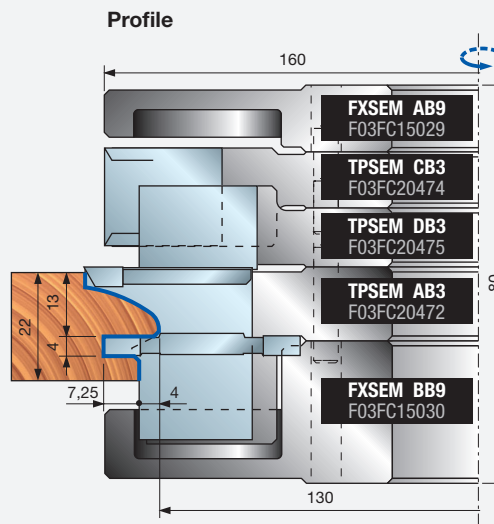 Profile
160
FXSEM AB9
F03FC15029
TPSEM CB3
F03FC20474
TPSEM DB3
F03FC20475
TPSEM AB3
F03FC20472
13
22
4
7,25
4
FXSEM BB9
F03FC15030
130